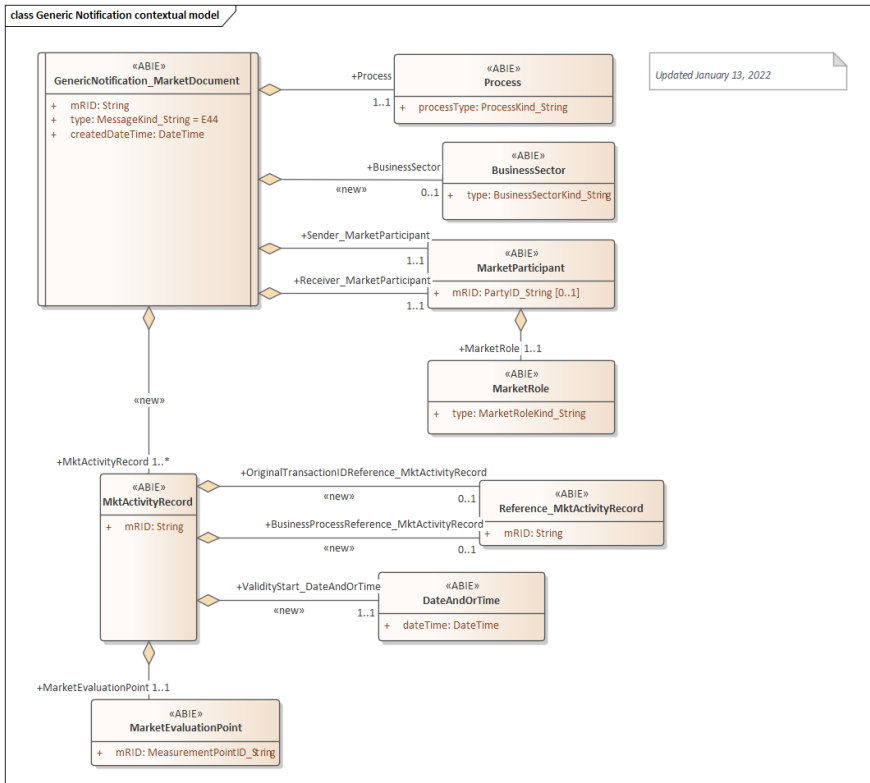 class Generic Notification contextual model
«ABIE»
GenericNotification_MarketDocument
+ mRID: String
+ type: MessageKind_String = E44
+ createdDateTime: DateTime
+Process
1..1
«ABIE»
Process
+ processType: ProcessKind_String
Updated January 13, 2022
+BusinessSector
«new»
0..1
«ABIE»
BusinessSector
+ type: BusinessSectorKind_String
+Sender_MarketParticipant
1..1
+Receiver_MarketParticipant
1..1
«ABIE»
MarketParticipant
+ mRID: PartyID_String [0..1]
+MarketRole 1..1
«ABIE»
MarketRole
+ type: MarketRoleKind_String
«new»
+MktActivityRecord 1..*
«ABIE»
MktActivityRecord
+ mRID: String
+OriginalTransactionIDReference_MktActivityRecord
«new»
0..1
+BusinessProcessReference_MktActivityRecord
«new»
0..1
«ABIE»
Reference_MktActivityRecord
+ mRID: String
+ValidityStart_DateAndOrTime
«new»
1..1
«ABIE»
DateAndOrTime
+ dateTime: DateTime
+MarketEvaluationPoint 1..1
«ABIE»
MarketEvaluationPoint
+ mRID: MeasurementPointID_String